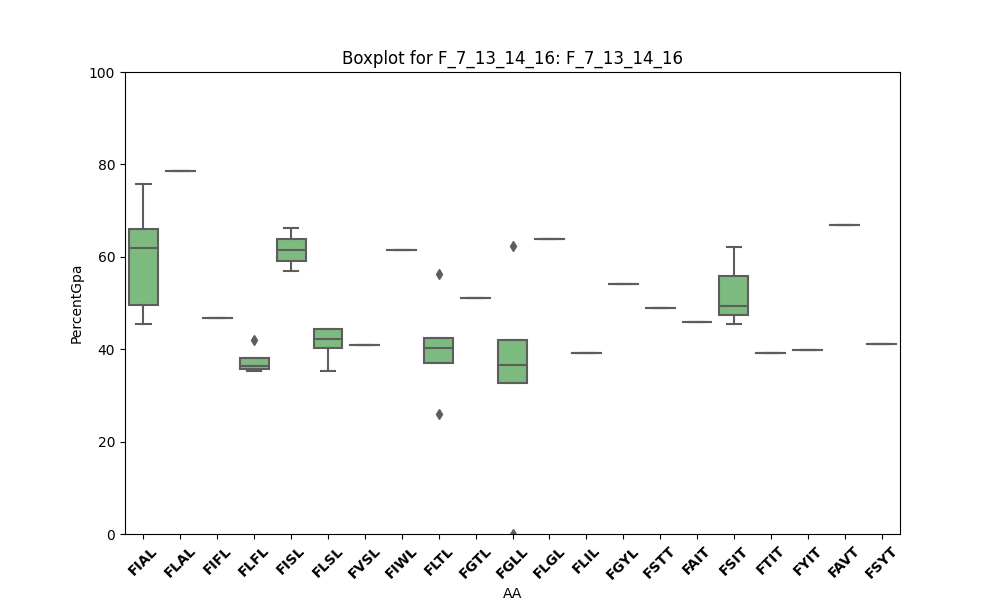 Boxplot for F_7_13_14_16: F_7_13_14_16
100
80
60
40
20
0
PercentGpa
FIAL FLAL FIFL FLFL FISL FLSL FVSL FIWL FLTL FGTL FGLL FLGL FLIL FGYL FSTT FAIT FSIT FTIT FYIT FAVT FSYT
AA